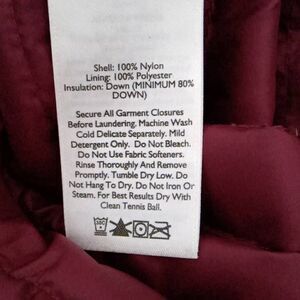 Shell: 100% Nylon
Lining: 100% Polyester
Insulation: Down (MINIMUM 80%
DOWN)
Secure All Garment Closures
Before Laundering. Machine Wash
Cold Delicate Separately. Mild
Detergent Only. Do Not Bleach.
Do Not Use Fabric Softeners.
Rinse Thoroughly And Remove
Promptly. Tumble Dry Low. Do
Not Hang To Dry. Do Not Iron Or
Steam. For Best Results Dry With
Clean Tennis Ball.